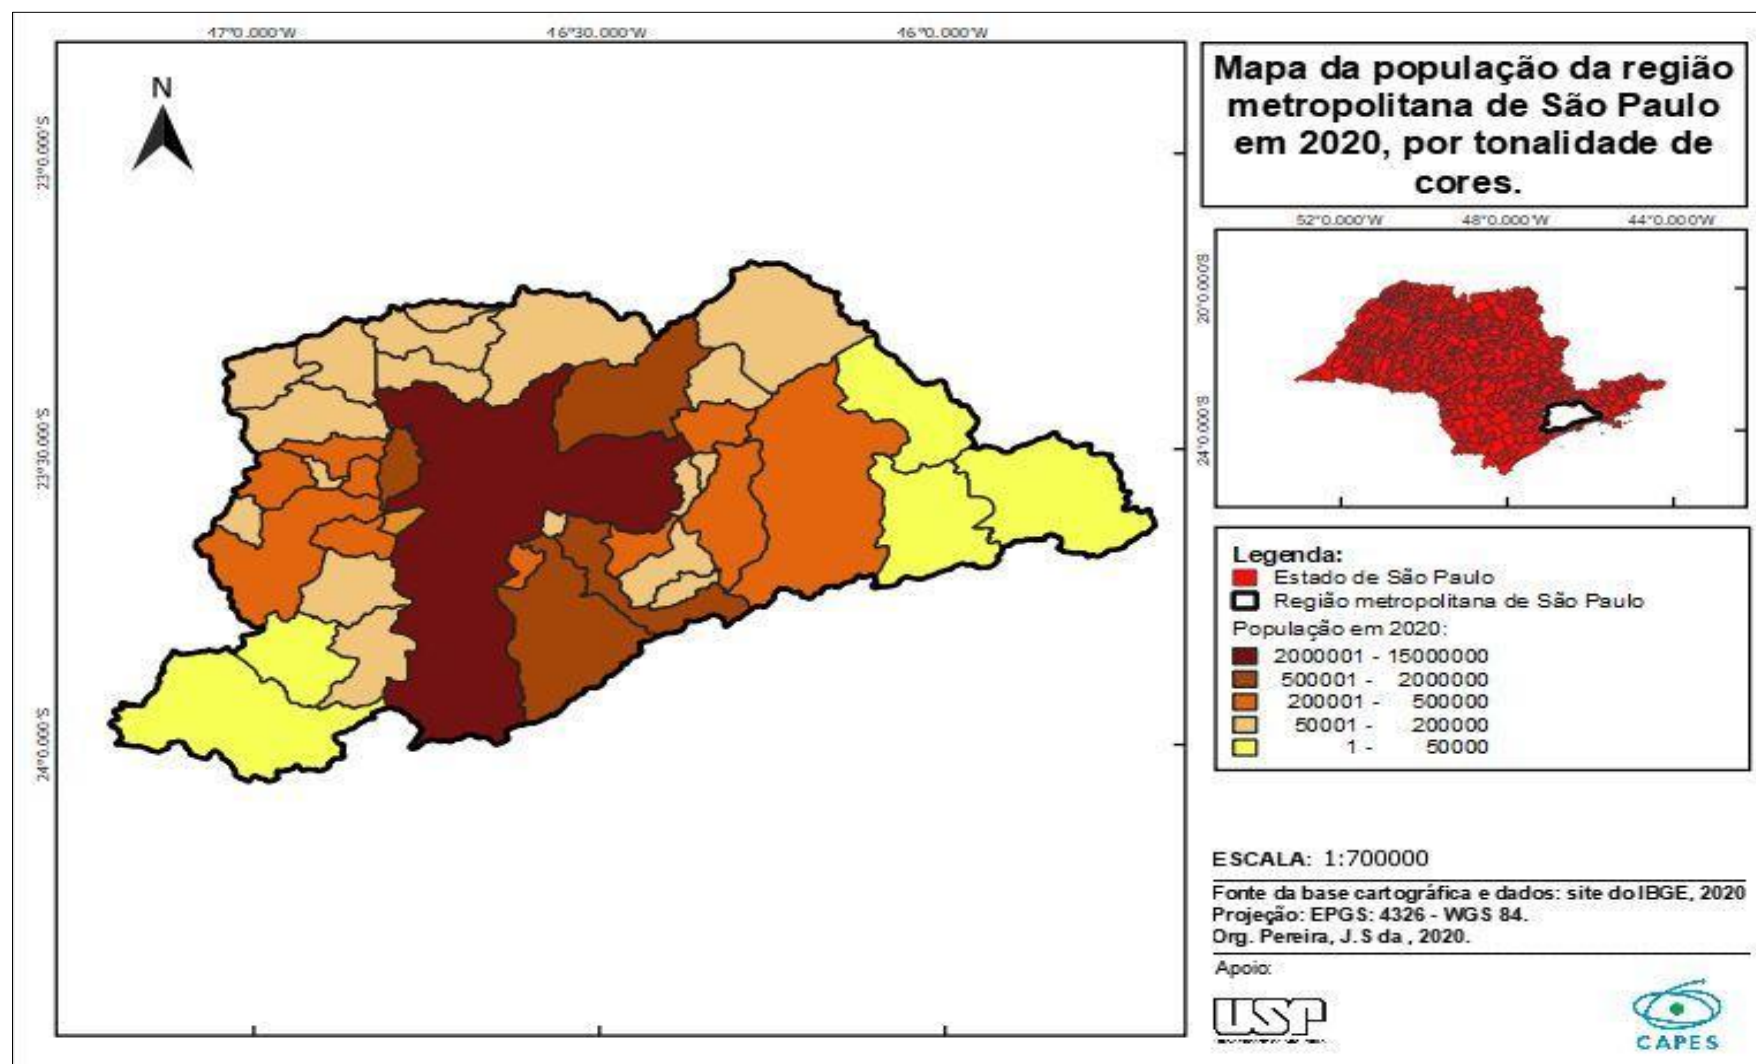 47°0.000'W 46°30.000'W 46°0.000'W
N
23°0.000'S
23°30.000'S
24°0.000'S
Mapa da população da região
metropolitana de São Paulo
em 2020, por tonalidade de
cores.
52°0.000'W 48°0.000'W 44°0.000'W
20°0.000'S
24°0.000'S
Legenda:
Estado de São Paulo
Região metropolitana de São Paulo
População em 2020:
2000001 - 15000000
500001 - 2000000
200001 - 500000
50001 - 200000
1 - 50000
ESCALA: 1:700000
Fonte da base cartográfica e dados: site do IBGE, 2020
Projeção: EPGS: 4326 - WGS 84.
Org. Pereira, J.S da , 2020.
Apoio:
USP
CAPES